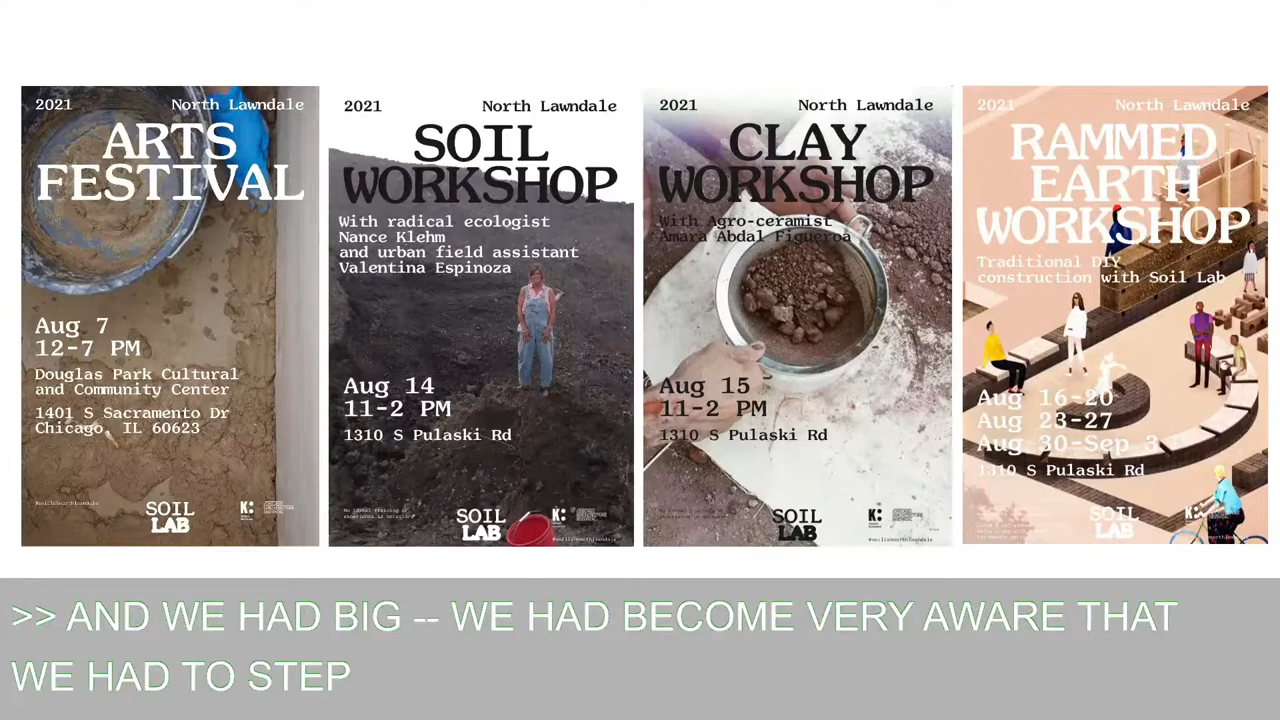 2021 North Lawndale
ARTS
FESTIVAL
Aug 7
12-7 PM
Douglas Park Cultural
and Community Center
1401 S Sacramento Dr
Chicago, IL 60623
#soillabnorthlawndale
SOIL
LAB
K:
2021 North Lawndale
SOIL
WORKSHOP
With radical ecologist
Nance Klehm
and urban field assistant
Valentina Espinoza
Aug 14
11-2 PM
1310 S Pulaski Rd
SOIL
LAB
K:
#soillabnorthlawndale
2021 North Lawndale
CLAY
WORKSHOP
With Agro-ceramist
Amara Abdal Figueroa
Aug 15
11-2 PM
1310 S Pulaski Rd
SOIL
LAB
K:
#soillabnorthlawndale
2021 North Lawndale
RAMMED
EARTH
WORKSHOP
Traditional DIY
construction with Soil Lab
Aug 16-20
Aug 23-27
Aug 30-Sep 3
1310 S Pulaski Rd
SOIL
LAB
K:
>> AND WE HAD BIG -- WE HAD BECOME VERY AWARE THAT
WE HAD TO STEP